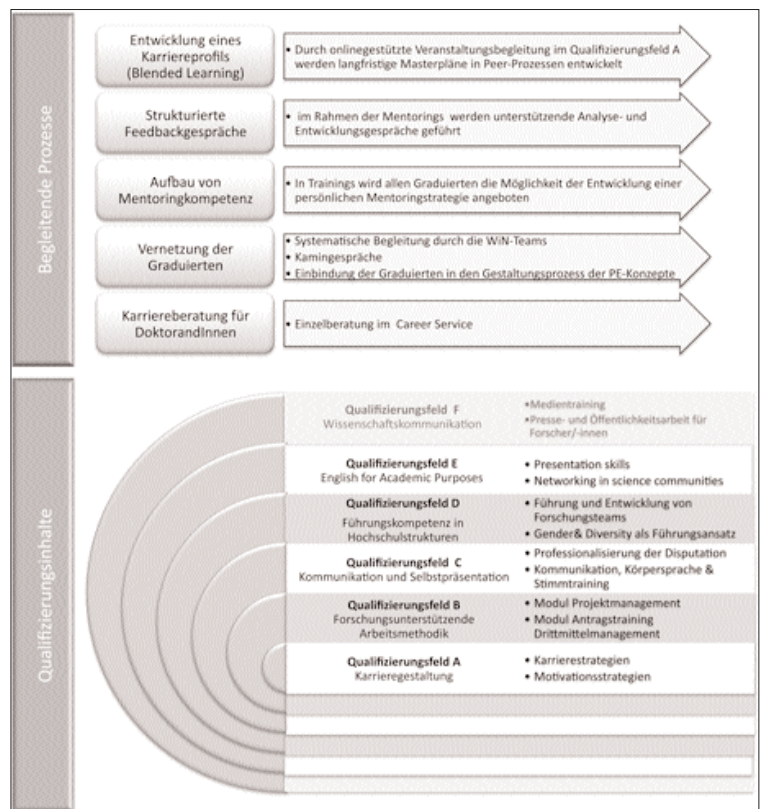 Begleitende Prozesse
Entwicklung eines
Karriereprofils
(Blended Learning)
• Durch onlinegestützte Veranstaltungsbegleitung im Qualifizierungsfeld A
werden langfristige Masterpläne in Peer-Prozessen entwickelt
Strukturierte
Feedbackgespräche
• im Rahmen der Mentorings werden unterstützende Analyse- und
Entwicklungsgespräche geführt
Aufbau von
Mentoringkompetenz
• In Trainings wird allen Graduierten die Möglichkeit der Entwicklung einer
persönlichen Mentoringstrategie angeboten
Vernetzung der
Graduierten
• Systematische Begleitung durch die WiN-Teams
• Kamingespräche
• Einbindung der Graduierten in den Gestaltungsprozess der PE-Konzepte
Karriereberatung für
DoktorandInnen
• Einzelberatung im Career Service
Qualifizierungsinhalte
Qualifizierungsfeld F
Wissenschaftskommunikation
•Medientraining
•Presse- und Öffentlichkeitsarbeit für
Forscher/-innen
Qualifizierungsfeld E
English for Academic Purposes
• Presentation skills
• Networking in science communities
Qualifizierungsfeld D
Führungskompetenz in
Hochschulstrukturen
• Führung und Entwicklung von
Forschungsteams
• Gender& Diversity als Führungsansatz
Qualifizierungsfeld C
Kommunikation und Selbstpräsentation
• Professionalisierung der Disputation
• Kommunikation, Körpersprache &
Stimmtraining
Qualifizierungsfeld B
Forschungsunterstützende
Arbeitsmethodik
• Modul Projektmanagement
• Modul Antragstraining
Drittmittelmanagement
Qualifizierungsfeld A
Karrieregestaltung
• Karrierestrategien
• Motivationsstrategien